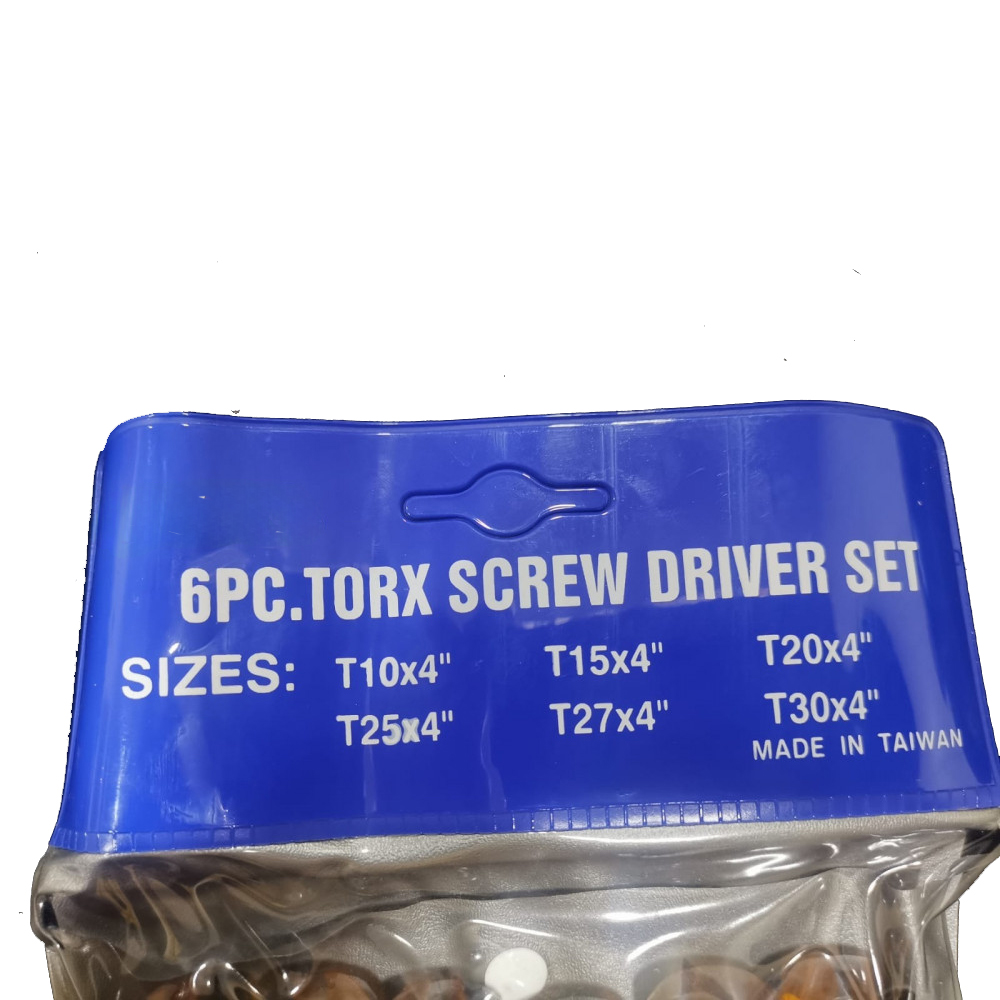 6PC.TORX SCREW DRIVER SET
SIZES: T10x4" T15x4" T20x4"
T25x4" T27x4" T30x4"
MADE IN TAIWAN